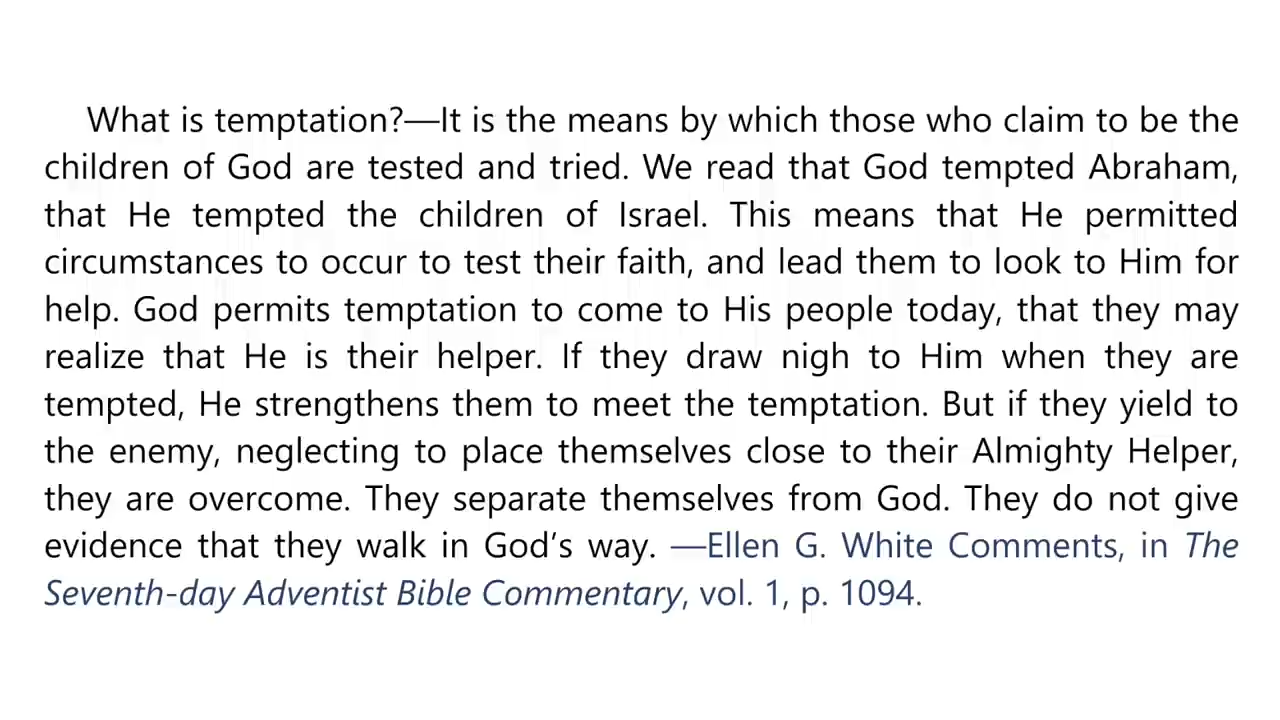 What is temptation?—It is the means by which those who claim to be the
children of God are tested and tried. We read that God tempted Abraham,
that He tempted the children of Israel. This means that He permitted
circumstances to occur to test their faith, and lead them to look to Him for
help. God permits temptation to come to His people today, that they may
realize that He is their helper. If they draw nigh to Him when they are
tempted, He strengthens them to meet the temptation. But if they yield to
the enemy, neglecting to place themselves close to their Almighty Helper,
they are overcome. They separate themselves from God. They do not give
evidence that they walk in God’s way. —Ellen G. White Comments, in The
Seventh-day Adventist Bible Commentary, vol. 1, p. 1094.